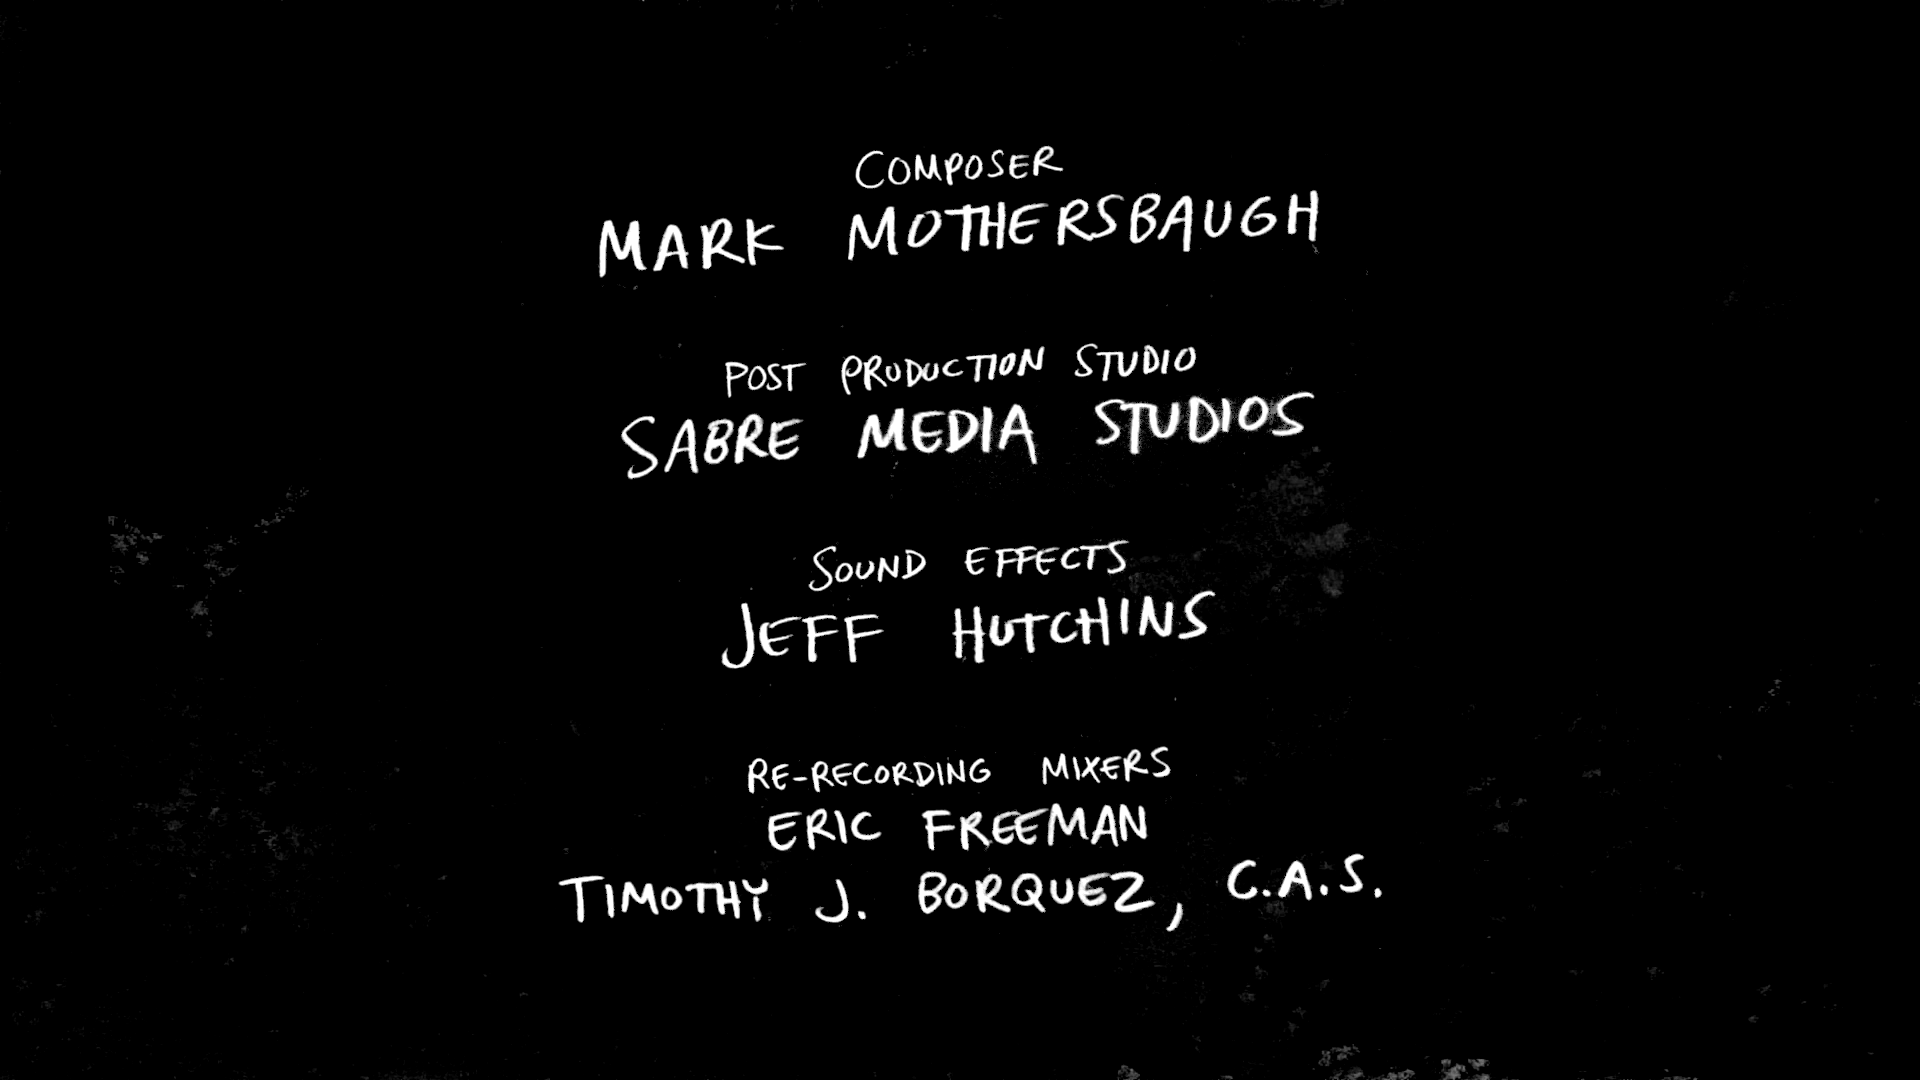 COMPOSER
MARK MOTHERSBAUGH
POST PRODUCTION STUDIO
SABRE MEDIA STUDIOS
SOUND EFFECTS
JEFF HUTCHINS
RE-RECORDING MIXERS
ERIC FREEMAN
TIMOTHY J. BORQUEZ, C.A.S.